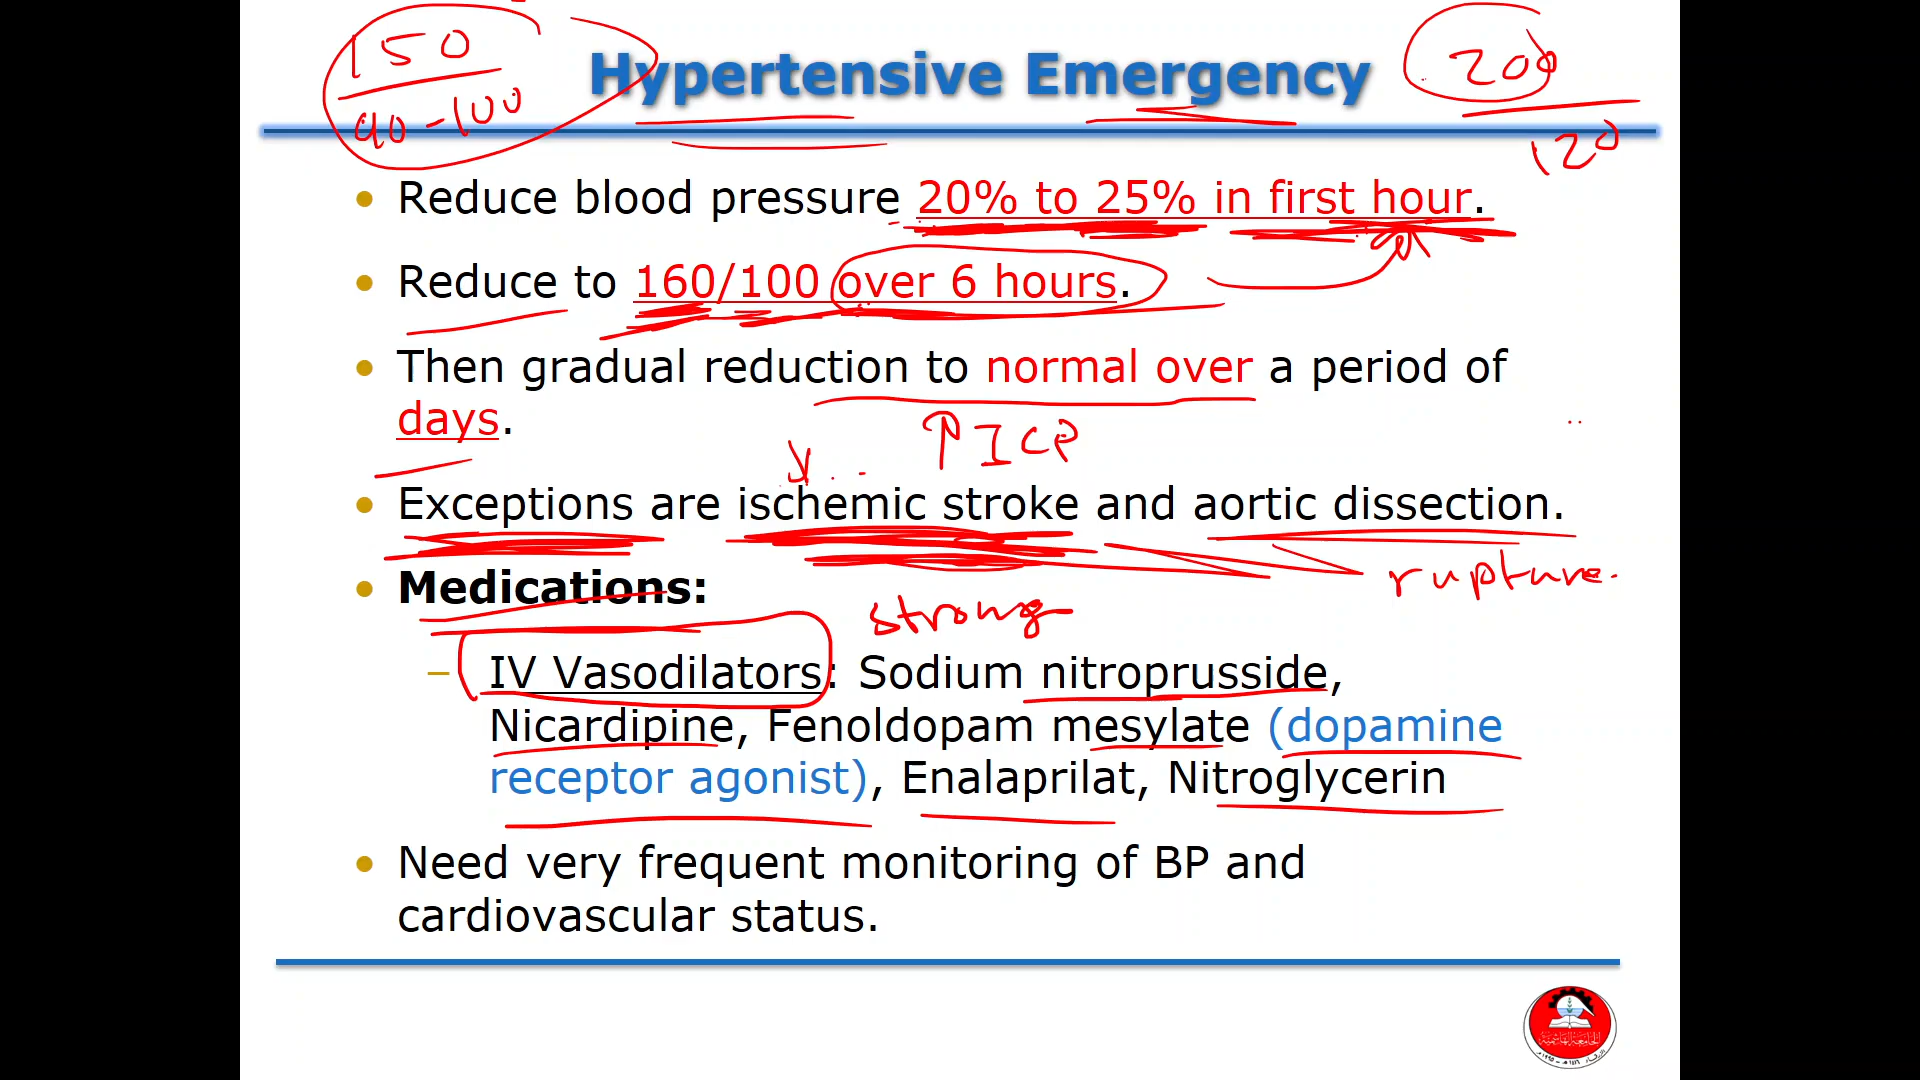 150
90-100
Hypertensive Emergency
200
120
• Reduce blood pressure 20% to 25% in first hour.
• Reduce to 160/100 over 6 hours.
• Then gradual reduction to normal over a period of
days.
↑ICP
• Exceptions are ischemic stroke and aortic dissection.
rupture.
• Medications:
strong
– IV Vasodilators: Sodium nitroprusside,
Nicardipine, Fenoldopam mesylate (dopamine
receptor agonist), Enalaprilat, Nitroglycerin
• Need very frequent monitoring of BP and
cardiovascular status.
الجامعة الهاشمية